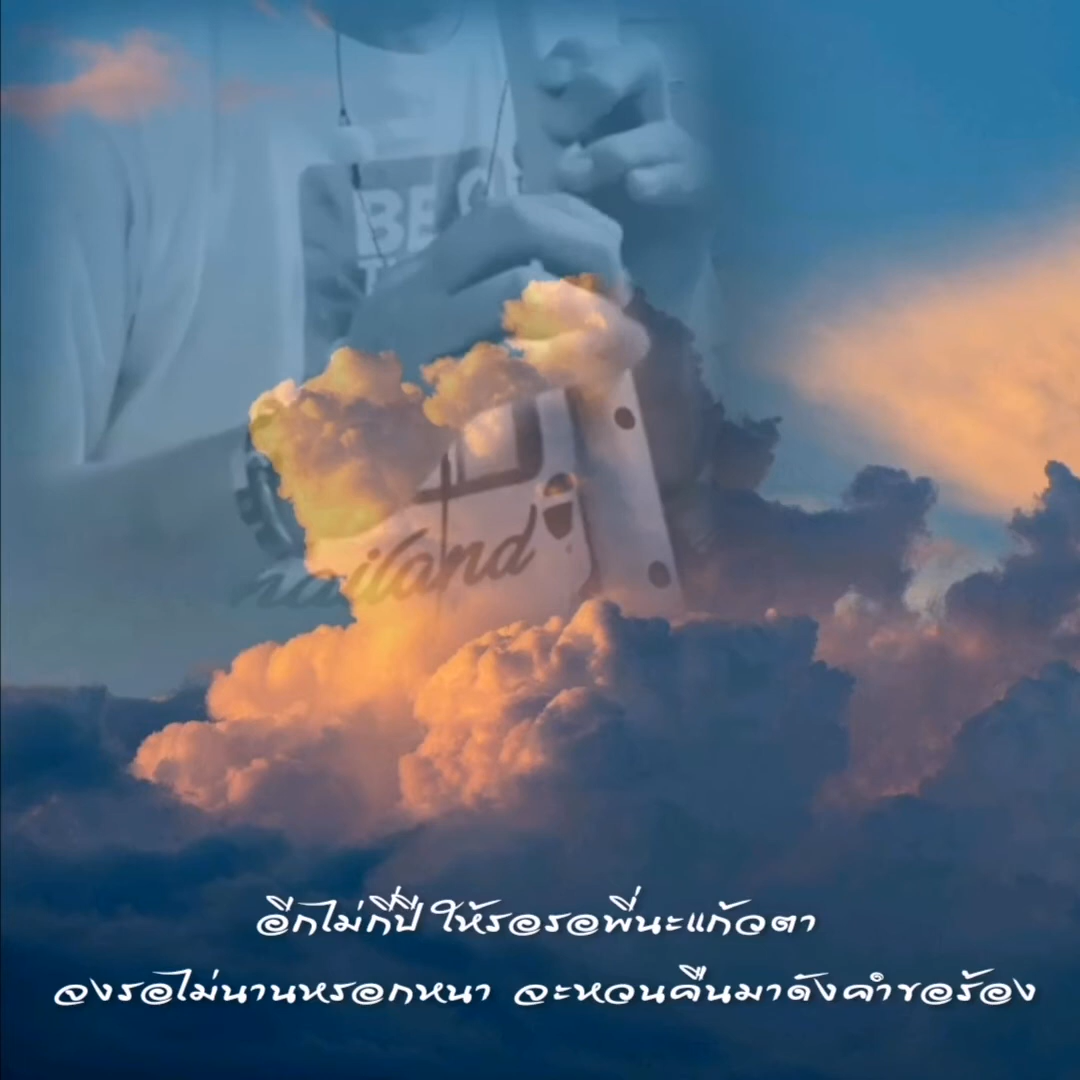 BE
nailand
อีกไม่กี่ปี ให้รอรอพี่นะแก้วตา
จงรอไม่นานหรอกหนา จะหวนคืนมาดังคำขอร้อง